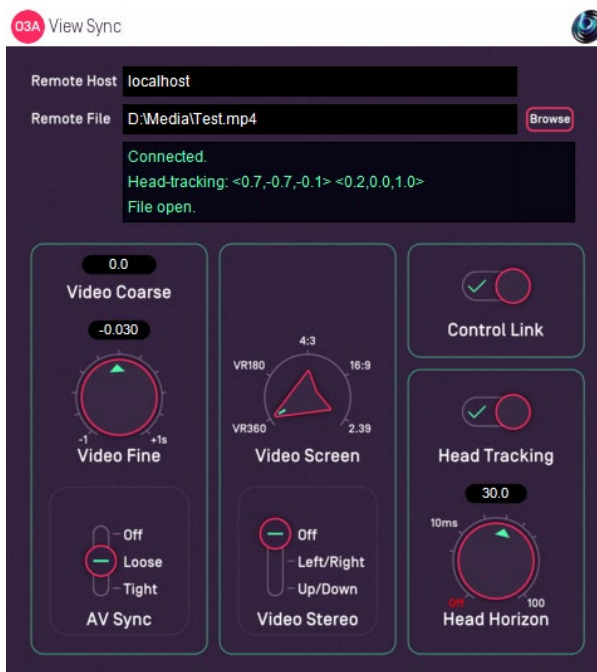 O3A View Sync
Remote Host localhost
Remote File D:\Media\Test.mp4 Browse
Connected.
Head-tracking: <0.7,-0.7,-0.1> <0.2,0.0,1.0>
File open.
0.0
Video Coarse
-0.030
-1 +1s
Video Fine
Off
Loose
Tight
AV Sync
4:3
VR180 16:9
VR360 2.39
Video Screen
Off
Left/Right
Up/Down
Video Stereo
Control Link
Head Tracking
30.0
10ms
Off 100
Head Horizon